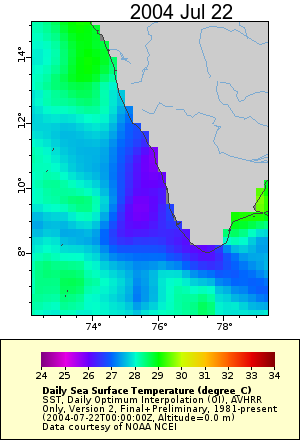 2004 Jul 22
14°
12°
10°
8°
74° 76° 78°
24 25 26 27 28 29 30 31 32 33 34
Daily Sea Surface Temperature (degree_C)
SST, Daily Optimum Interpolation (OI), AVHRR
Only, Version 2, Final+Preliminary, 1981-present
(2004-07-22T00:00:00Z, Altitude=0.0 m)
Data courtesy of NOAA NCEI